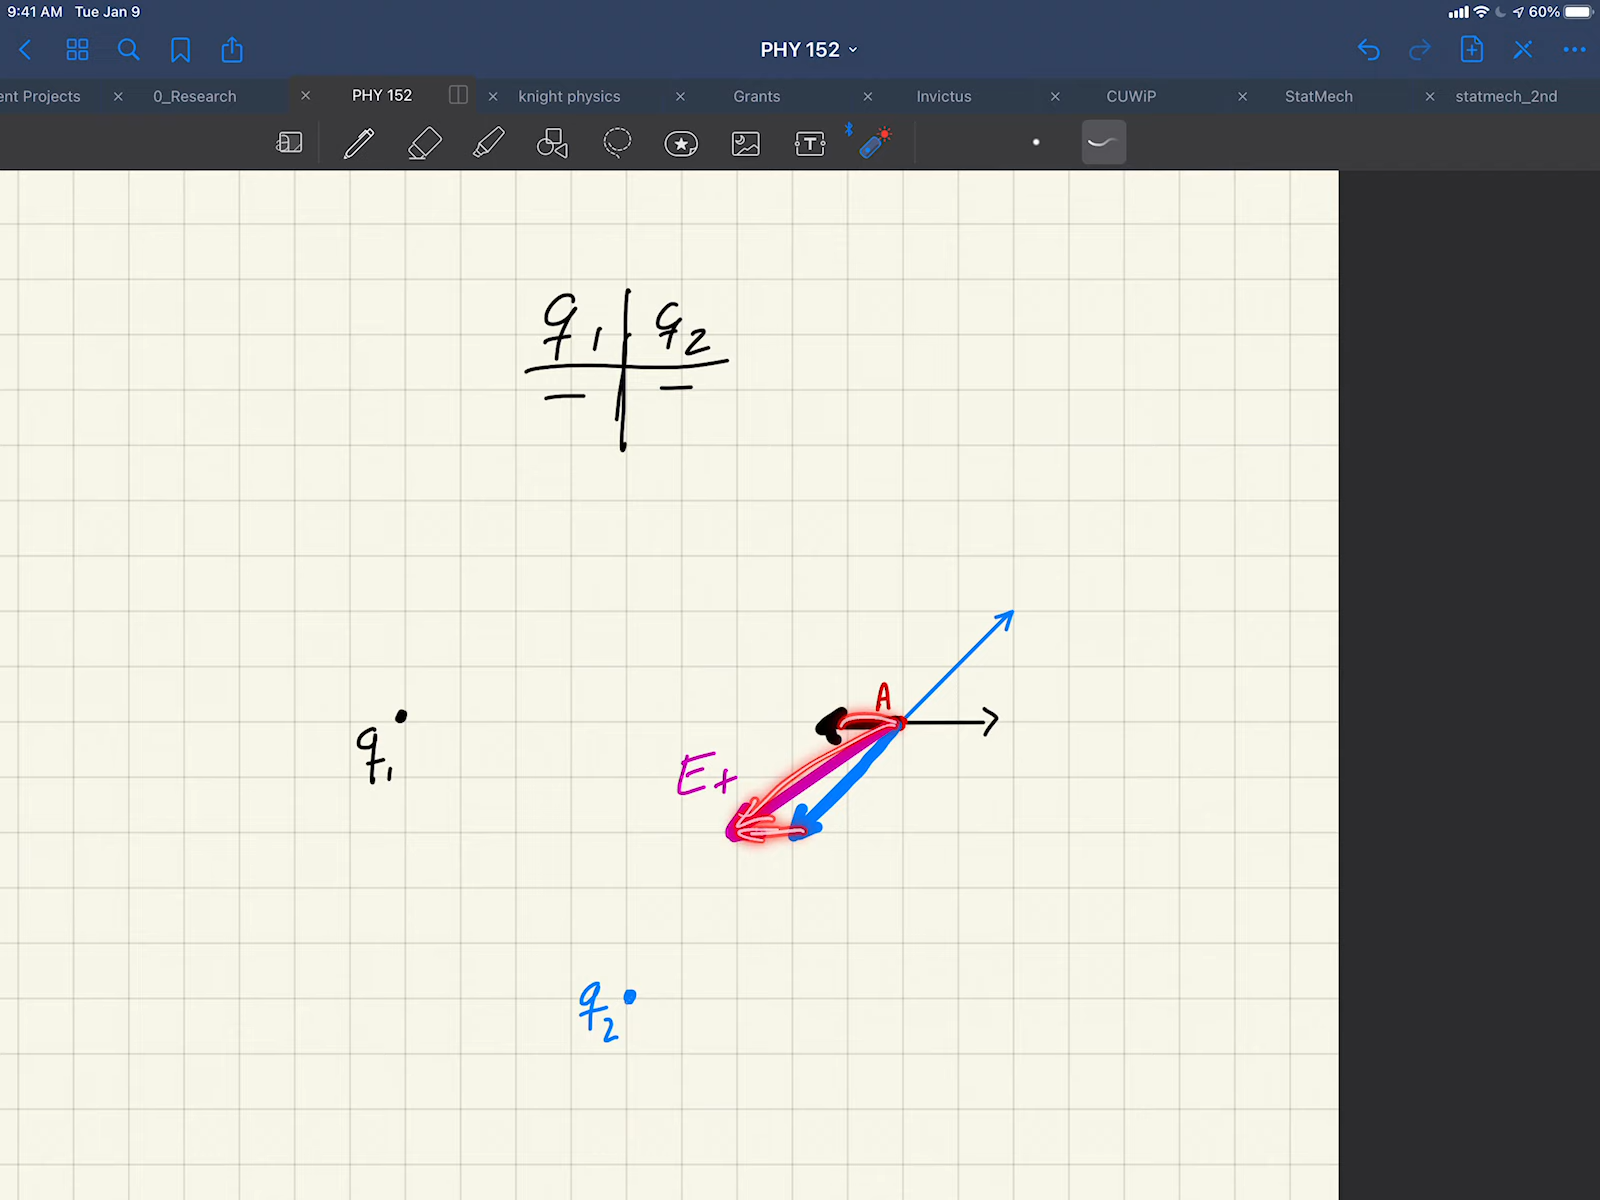 9:41 AM Tue Jan 9 60%
PHY 152
ent Projects 0_Research PHY 152 knight physics Grants Invictus CUWiP StatMech statmech_2nd
T
q1 q2
− −
A
q1
E+
q2